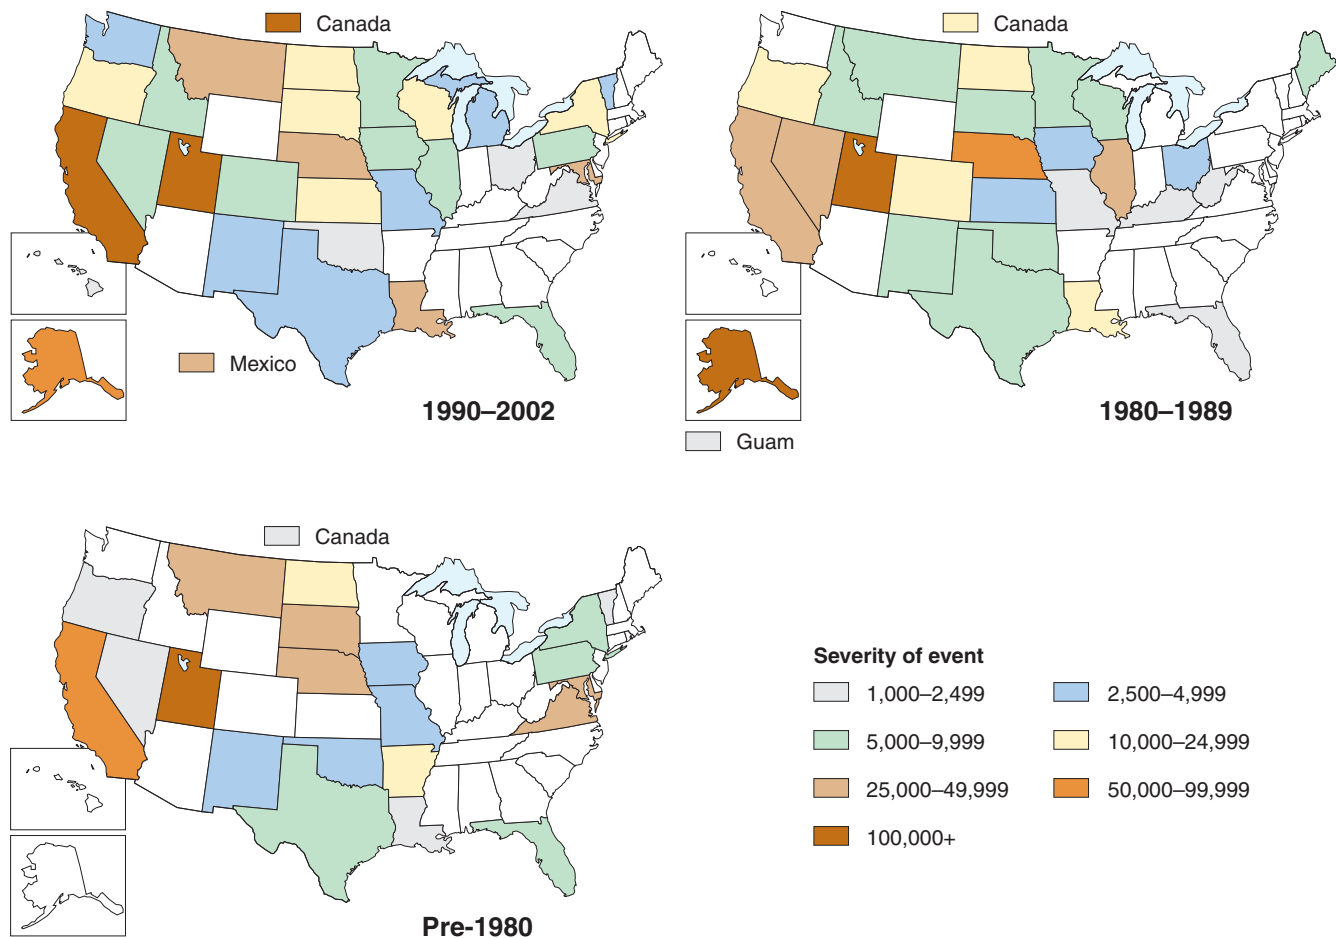 Canada
Mexico
1990–2002
Canada
1980–1989
Guam
Canada
Pre-1980
Severity of event
1,000–2,499
2,500–4,999
5,000–9,999
10,000–24,999
25,000–49,999
50,000–99,999
100,000+